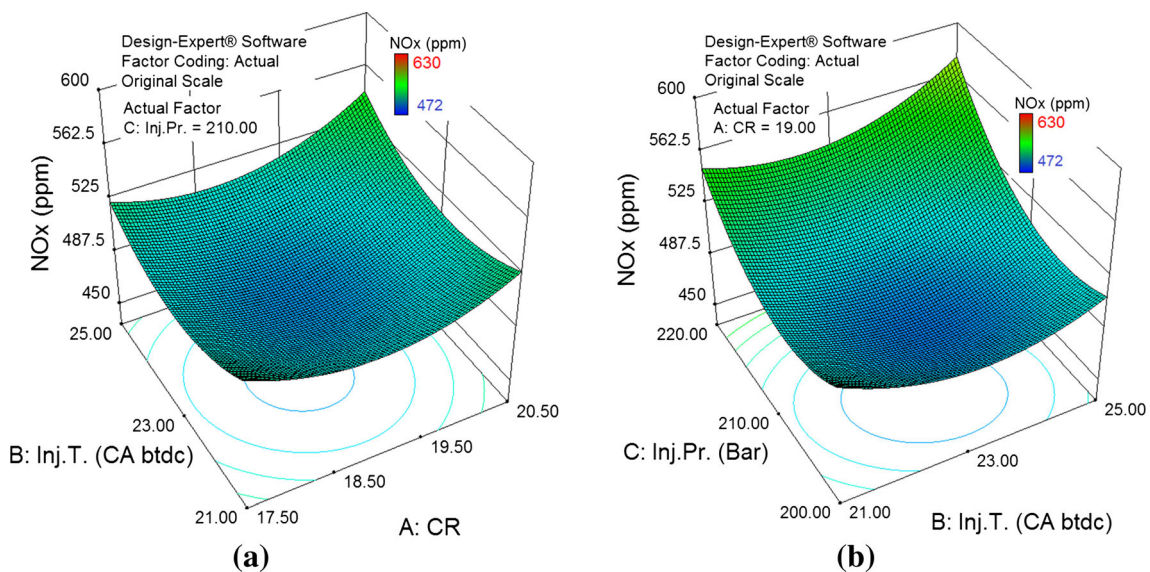 Design-Expert® Software
Factor Coding: Actual
Original Scale
NOx (ppm)
630
472
Actual Factor
C: Inj.Pr. = 210.00
600
562.5
525
487.5
450
NOx (ppm)
25.00
23.00
21.00
B: Inj.T. (CA btdc)
17.50
18.50
19.50
20.50
A: CR
(a)
Design-Expert® Software
Factor Coding: Actual
Original Scale
NOx (ppm)
630
472
Actual Factor
A: CR = 19.00
600
562.5
525
487.5
450
NOx (ppm)
220.00
210.00
200.00
C: Inj.Pr. (Bar)
21.00
23.00
25.00
B: Inj.T. (CA btdc)
(b)